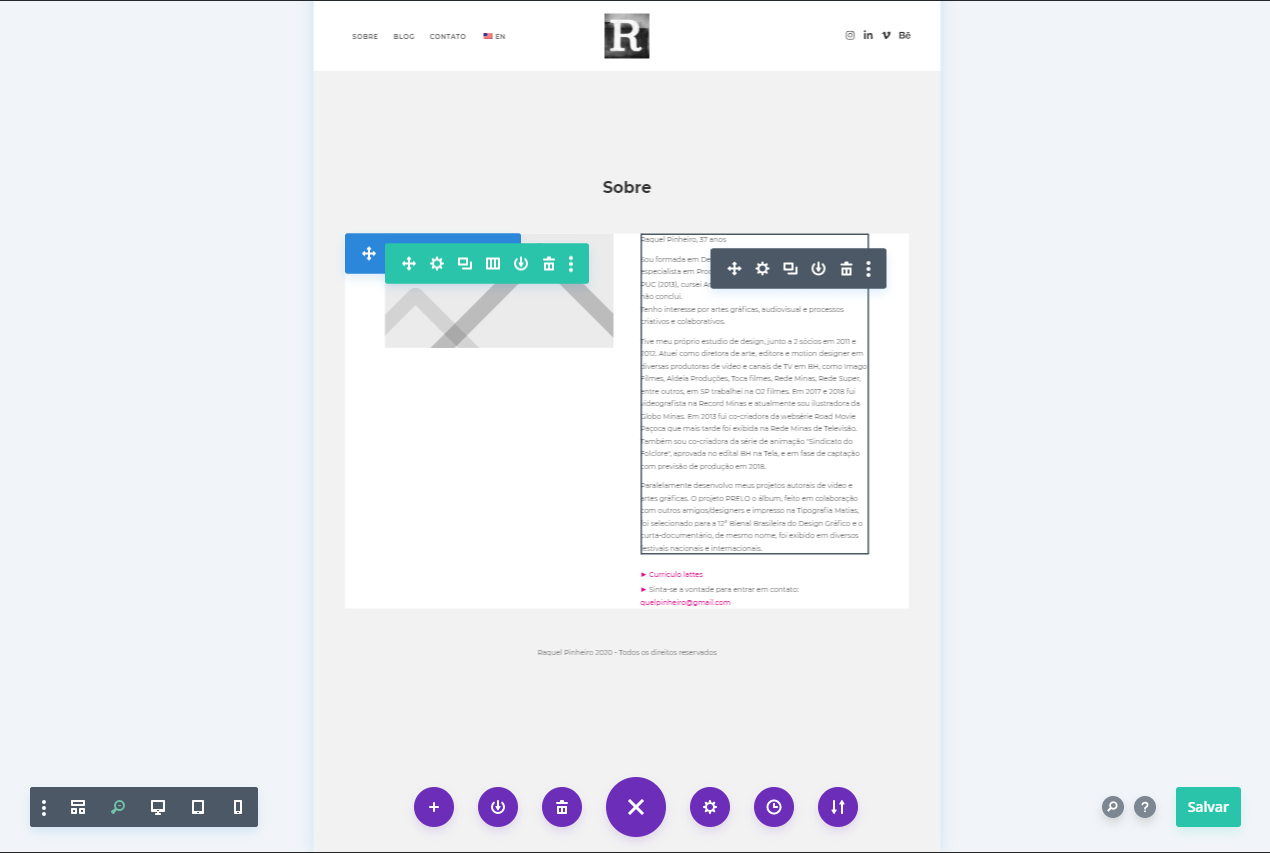 SOBRE BLOG CONTATO EN
R
Bē
Sobre
Raquel Pinheiro, 37 anos
Sou formada em De
especialista em Pro
PUC (2013), cursei A
não conclui.
Tenho interesse por artes gráficas, audiovisual e processos
criativos e colaborativos.
Tive meu próprio estudio de design, junto a 2 sócios em 2011 e
2012. Atuei como diretora de arte, editora e motion designer em
diversas produtoras de vídeo e canais de TV em BH, como Imago
Filmes, Aldeia Produções, Toca filmes, Rede Minas, Rede Super,
entre outros, em SP trabalhei na O2 filmes. Em 2017 e 2018 fui
videografista na Record Minas e atualmente sou ilustradora da
Globo Minas. Em 2013 fui co-criadora da websérie Road Movie
Paçoca que mais tarde foi exibida na Rede Minas de Televisão.
Também sou co-criadora da série de animação "Sindicato do
Folclore", aprovada no edital BH na Tela, e em fase de captação
com previsão de produção em 2018.
Paralelamente desenvolvo meus projetos autorais de vídeo e
artes gráficas. O projeto PRELO o álbum, feito em colaboração
com outros amigos/designers e impresso na Tipografia Matias,
foi selecionado para a 12ª Bienal Brasileira do Design Gráfico e o
curta-documentário, de mesmo nome, foi exibido em diversos
festivais nacionais e internacionais.
► Curriculo lattes
► Sinta-se a vontade para entrar em contato:
quelpinheiro@gmail.com
Raquel Pinheiro 2020 - Todos os direitos reservados
Salvar